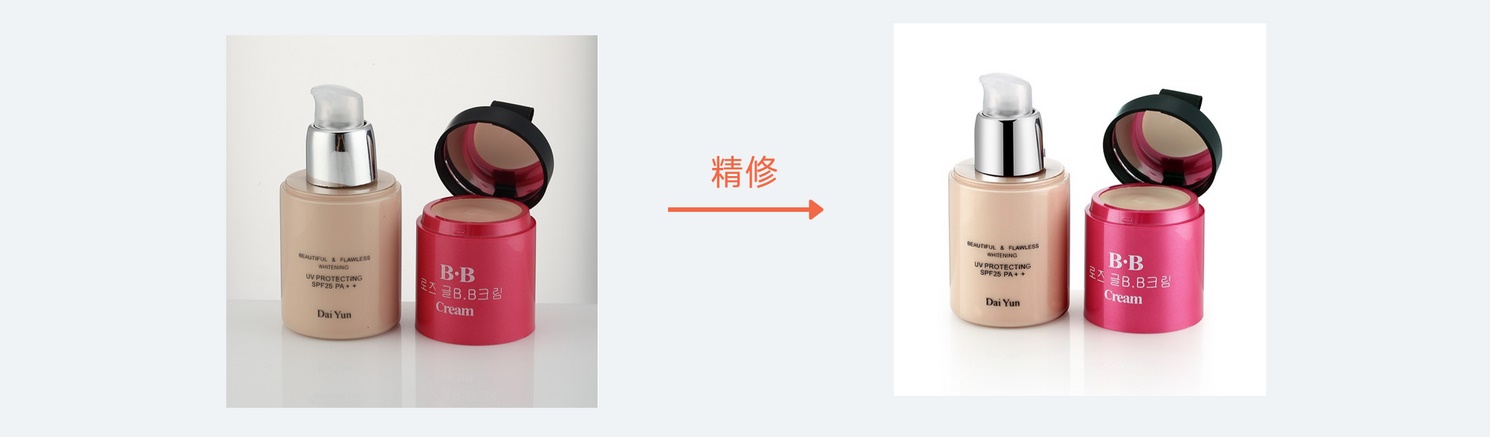 BEAUTIFUL & FLAWLESS
WHITENING
UV PROTECTING
SPF25 PA++
Dai Yun
B·B
로즈 글B.B크림
Cream
精修
BEAUTIFUL & FLAWLESS
WHITENING
UV PROTECTING
SPF25 PA++
Dai Yun
B·B
로즈 글B.B크림
Cream